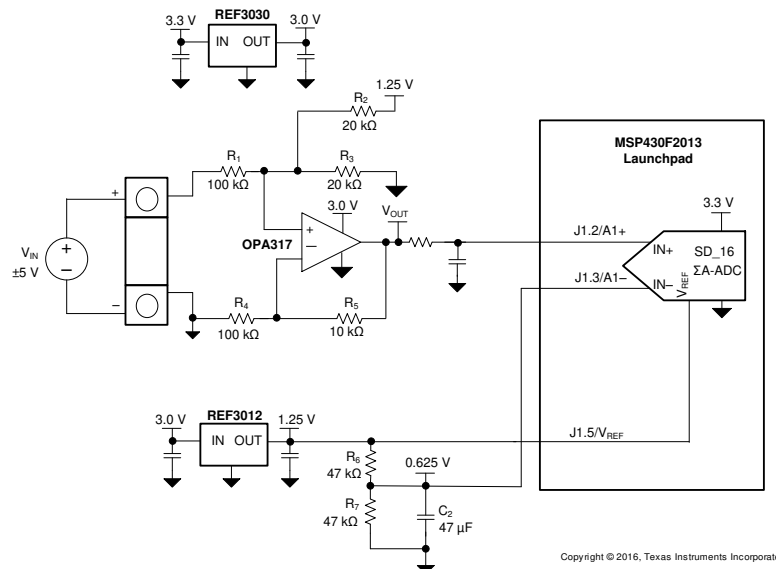 REF3030
3.3 V
3.0 V
IN OUT
1.25 V
R2
20 kΩ
R1
100 kΩ
R3
20 kΩ
MSP430F2013
Launchpad
3.3 V
3.0 V
VOUT
OPA317
+
−
J1.2/A1+
IN+
SD_16
ΣA-ADC
J1.3/A1−
IN−
VREF
+
VIN
±5 V
+
−
−
R4
100 kΩ
R5
10 kΩ
REF3012
3.0 V
1.25 V
IN OUT
J1.5/VREF
R6
47 kΩ
0.625 V
R7
47 kΩ
C2
47 µF
Copyright © 2016, Texas Instruments Incorporate